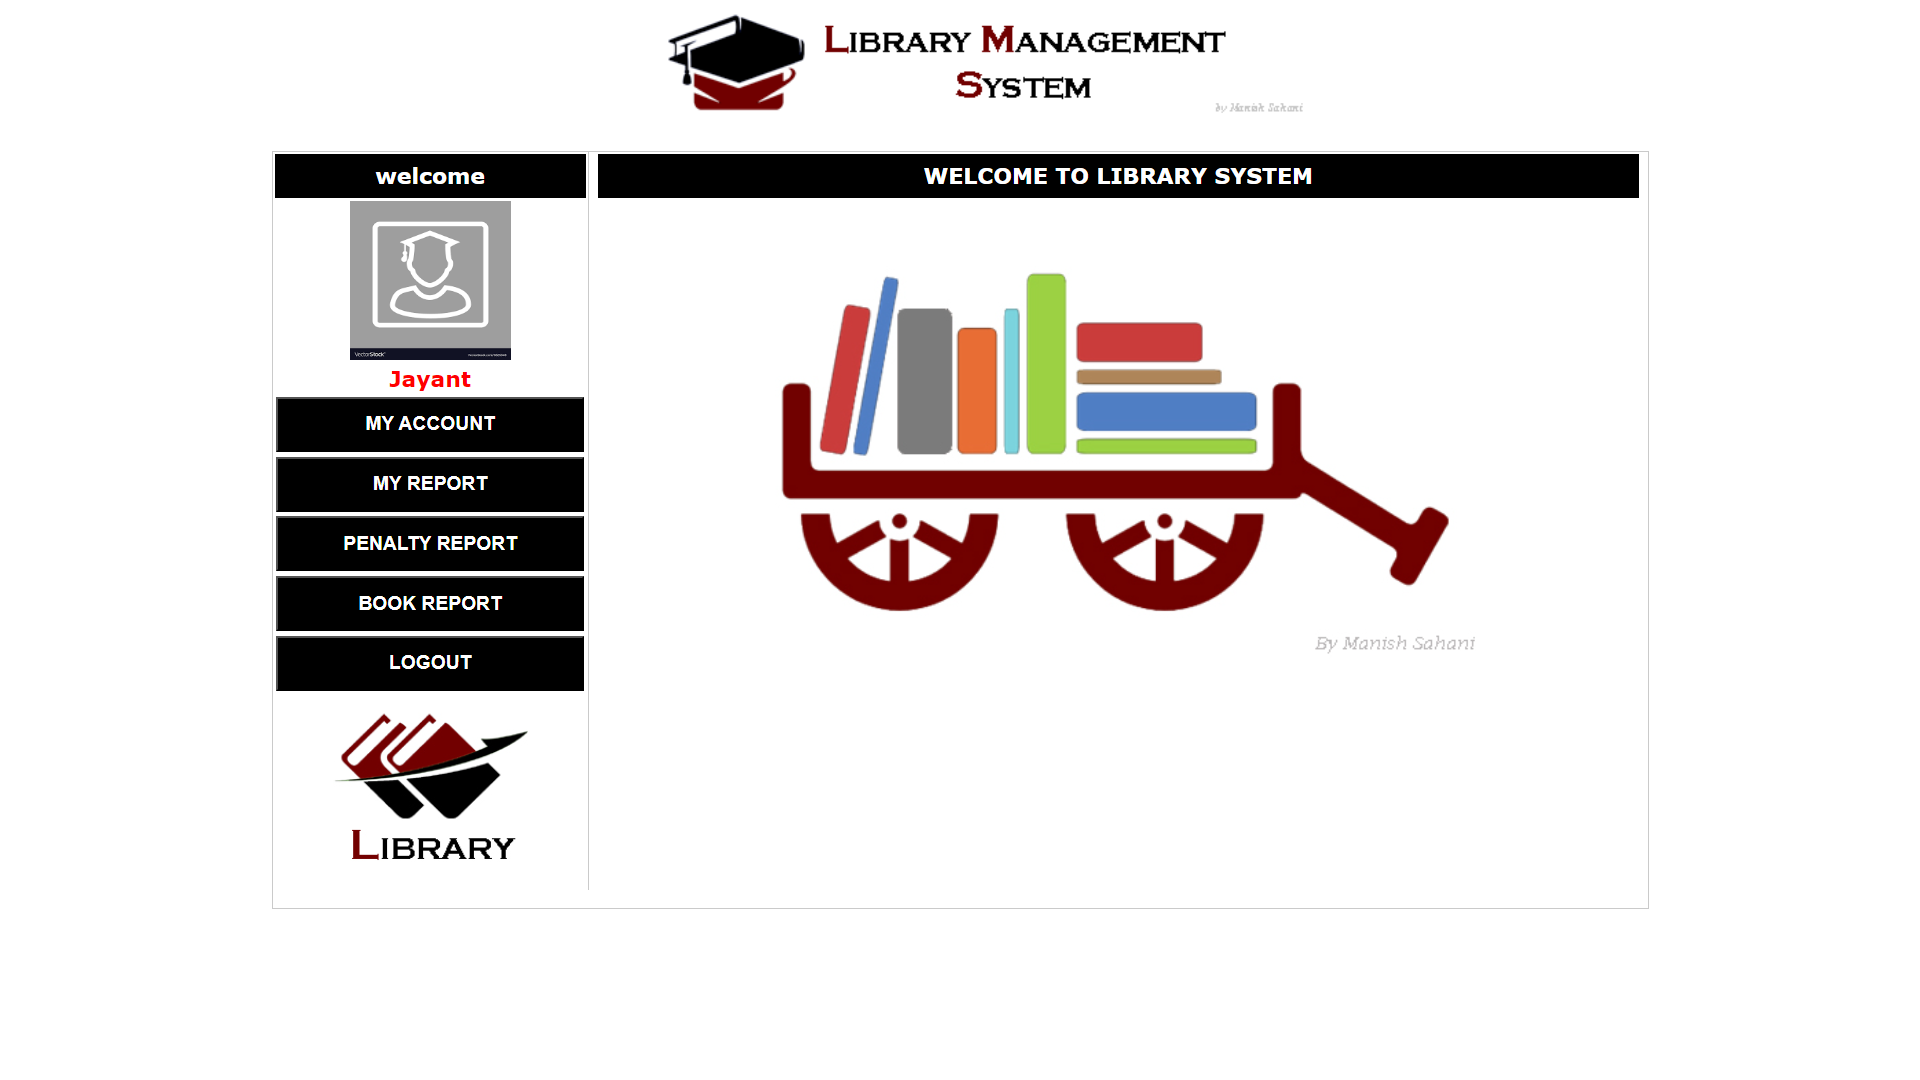 LIBRARY MANAGEMENT
SYSTEM
by Manish Sahani
welcome
WELCOME TO LIBRARY SYSTEM
VectorStock
Jayant
MY ACCOUNT
MY REPORT
PENALTY REPORT
BOOK REPORT
LOGOUT
By Manish Sahani
LIBRARY